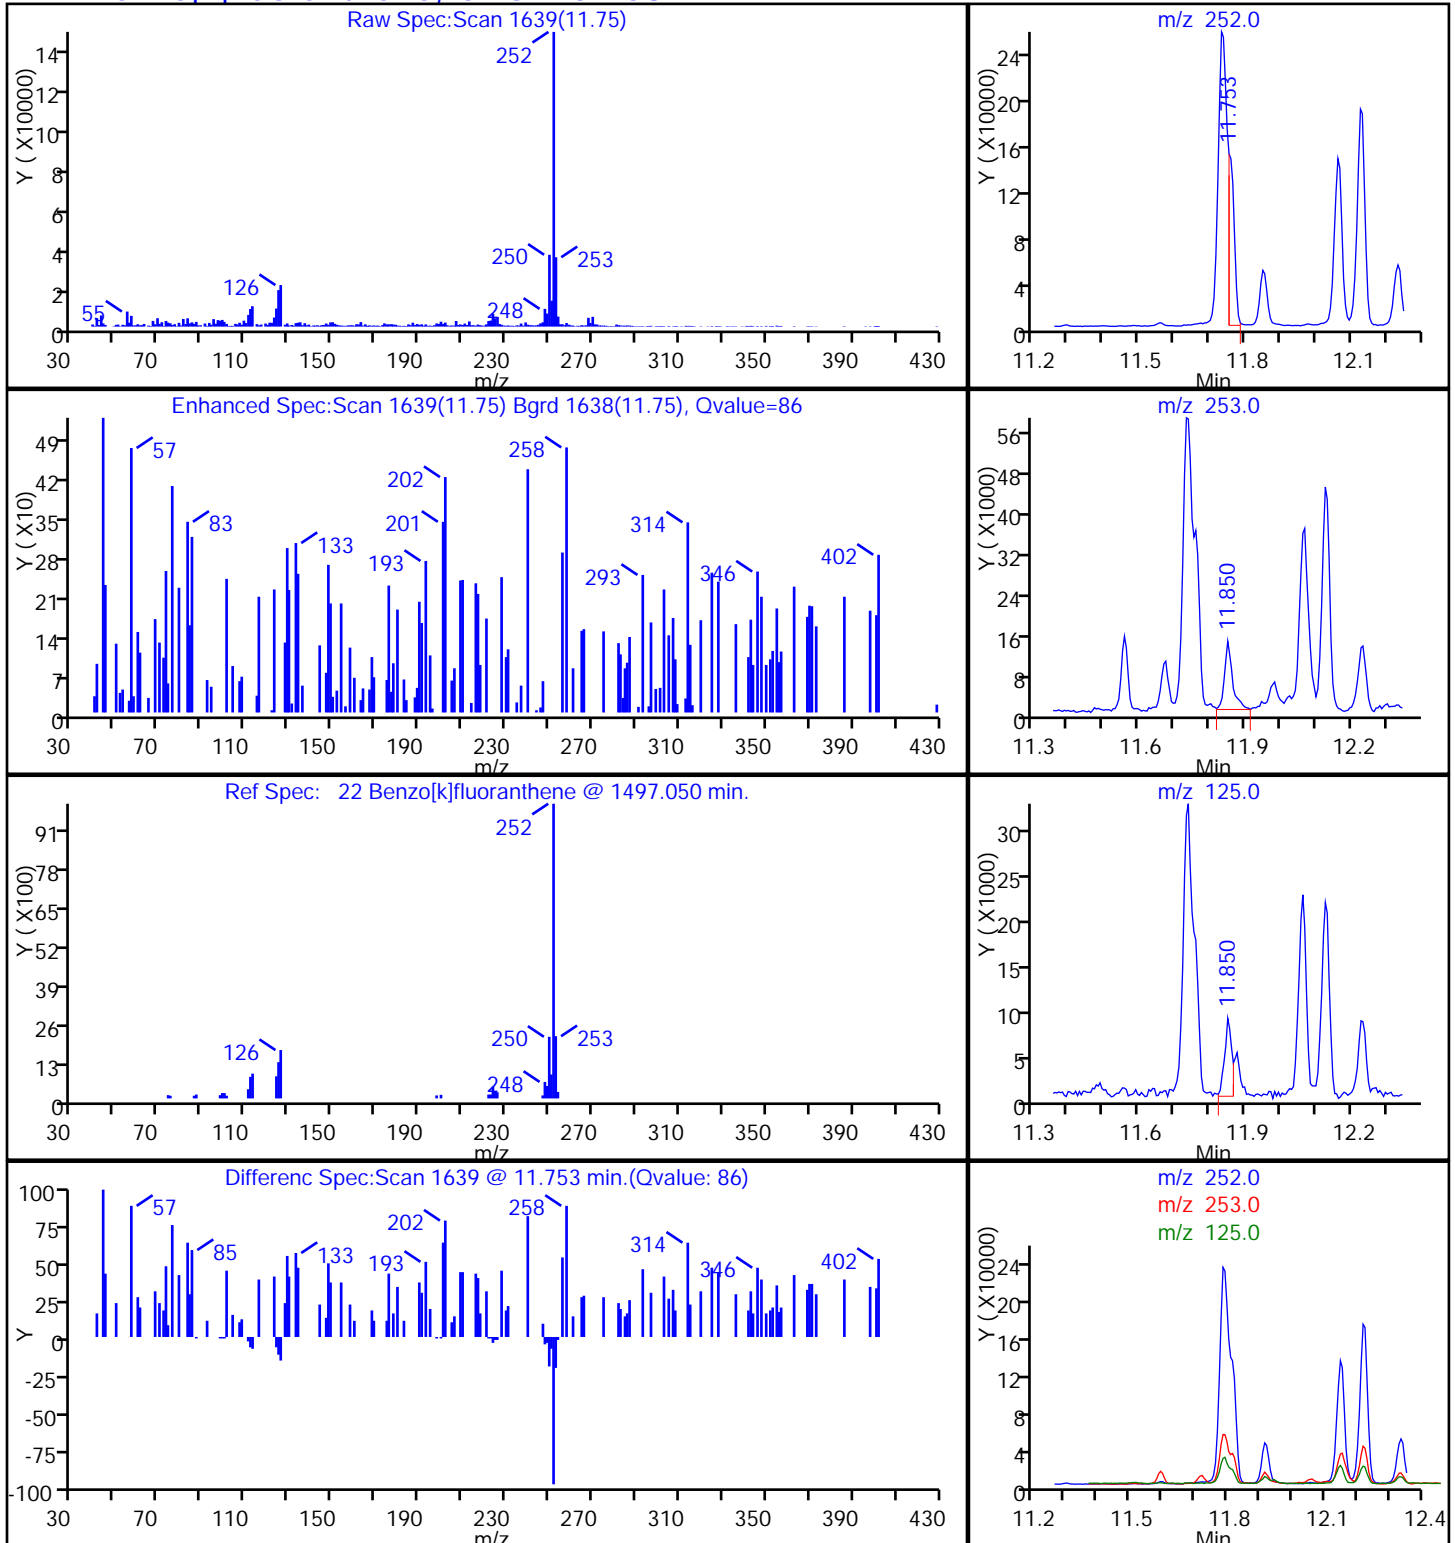 Raw Spec:Scan 1639(11.75)
Y ( X10000)
14
12
10
8
6
4
2
0
252
250
253
248
126
55
30 70 110 150 190 230 270 310 350 390 430
m/z
m/z 252.0
Y ( X10000)
24
20
16
12
8
4
0
11.753
11.2 11.5 11.8 12.1
Min
Enhanced Spec:Scan 1639(11.75) Bgrd 1638(11.75), Qvalue=86
Y ( X10)
49
42
35
28
21
14
7
0
57
83
133
193
201
202
258
293
314
346
402
30 70 110 150 190 230 270 310 350 390 430
m/z
m/z 253.0
Y ( X1000)
56
48
40
32
24
16
8
0
11.850
11.3 11.6 11.9 12.2
Min
Ref Spec: 22 Benzo[k]fluoranthene @ 1497.050 min.
Y ( X100)
91
78
65
52
39
26
13
0
252
250
253
248
126
30 70 110 150 190 230 270 310 350 390 430
m/z
m/z 125.0
Y ( X1000)
30
25
20
15
10
5
0
11.850
11.3 11.6 11.9 12.2
Min
Differenc Spec:Scan 1639 @ 11.753 min.(Qvalue: 86)
Y
100
75
50
25
0
-25
-50
-75
-100
57
85
133
193
202
258
314
346
402
30 70 110 150 190 230 270 310 350 390 430
m/z
m/z 252.0
m/z 253.0
m/z 125.0
Y ( X10000)
24
20
16
12
8
4
0
11.2 11.5 11.8 12.1 12.4
Min